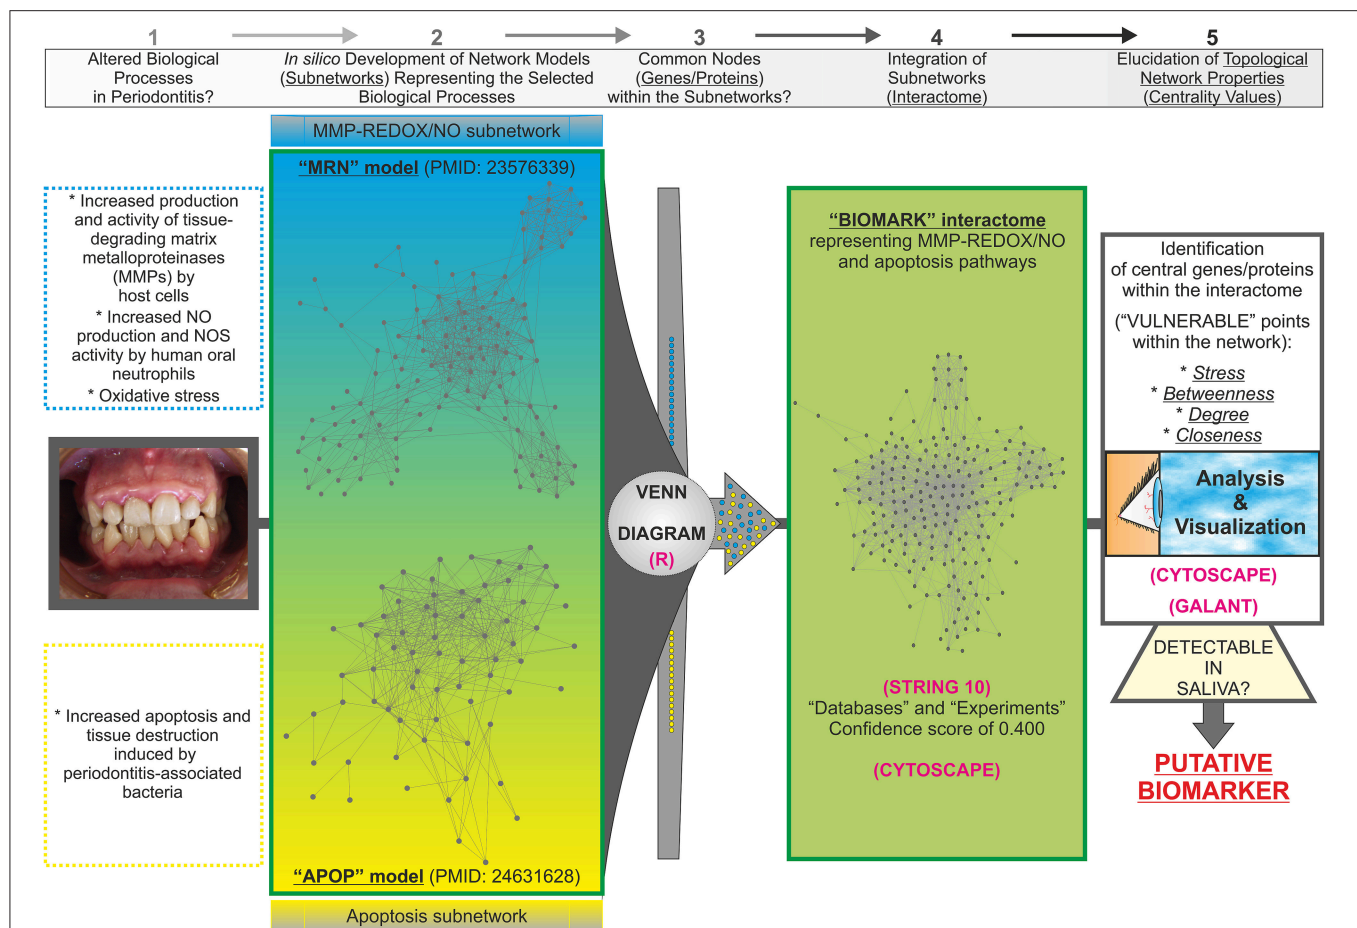 1
2
3
4
5
Altered Biological
Processes
in Periodontitis?
In silico Development of Network Models
(Subnetworks) Representing the Selected
Biological Processes
Common Nodes
(Genes/Proteins)
within the Subnetworks?
Integration of
Subnetworks
(Interactome)
Elucidation of Topological
Network Properties
(Centrality Values)
MMP-REDOX/NO subnetwork
“MRN” model (PMID: 23576339)
* Increased production
and activity of tissue-
degrading matrix
metalloproteinases
(MMPs) by
host cells
* Increased NO
production and NOS
activity by human oral
neutrophils
* Oxidative stress
* Increased apoptosis and
tissue destruction
induced by
periodontitis-associated
bacteria
“APOP” model (PMID: 24631628)
Apoptosis subnetwork
VENN
DIAGRAM
(R)
“BIOMARK” interactome
representing MMP-REDOX/NO
and apoptosis pathways
(STRING 10)
“Databases” and “Experiments”
Confidence score of 0.400
(CYTOSCAPE)
Identification
of central genes/proteins
within the interactome
(“VULNERABLE” points
within the network):
* Stress
* Betweenness
* Degree
* Closeness
Analysis
&
Visualization
(CYTOSCAPE)
(GALANT)
DETECTABLE
IN
SALIVA?
PUTATIVE
BIOMARKER